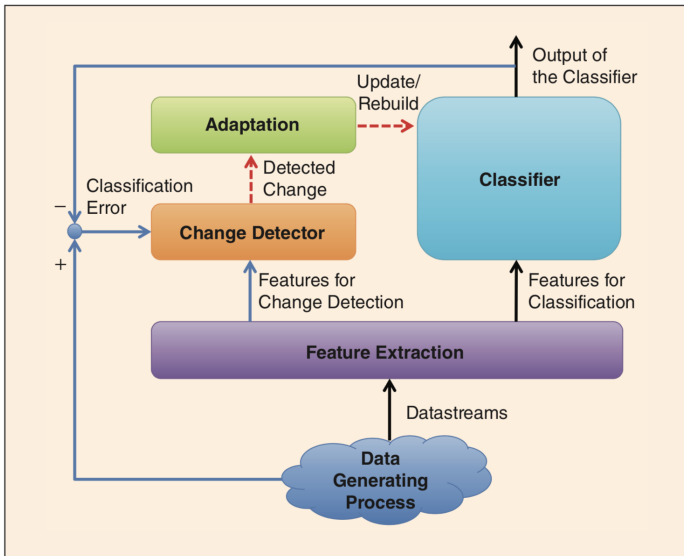 Output of
the Classifier
Update/
Rebuild
Adaptation
Classifier
Detected
Change
Classification
Error
−
Change Detector
+
Features for
Change Detection
Features for
Classification
Feature Extraction
Datastreams
Data
Generating
Process